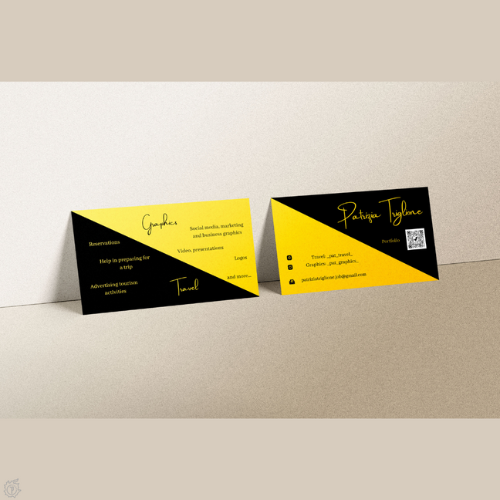 Graphics
Social media, marketing
and business graphics
Video, presentations
Logos
and more...
Reservations
Help in preparing for
a trip
Advertising tourism
activities
Travel
Patrizia Triglione
Portfolio
Travel: _pat_travel_
Graphics: _pat_graphics_